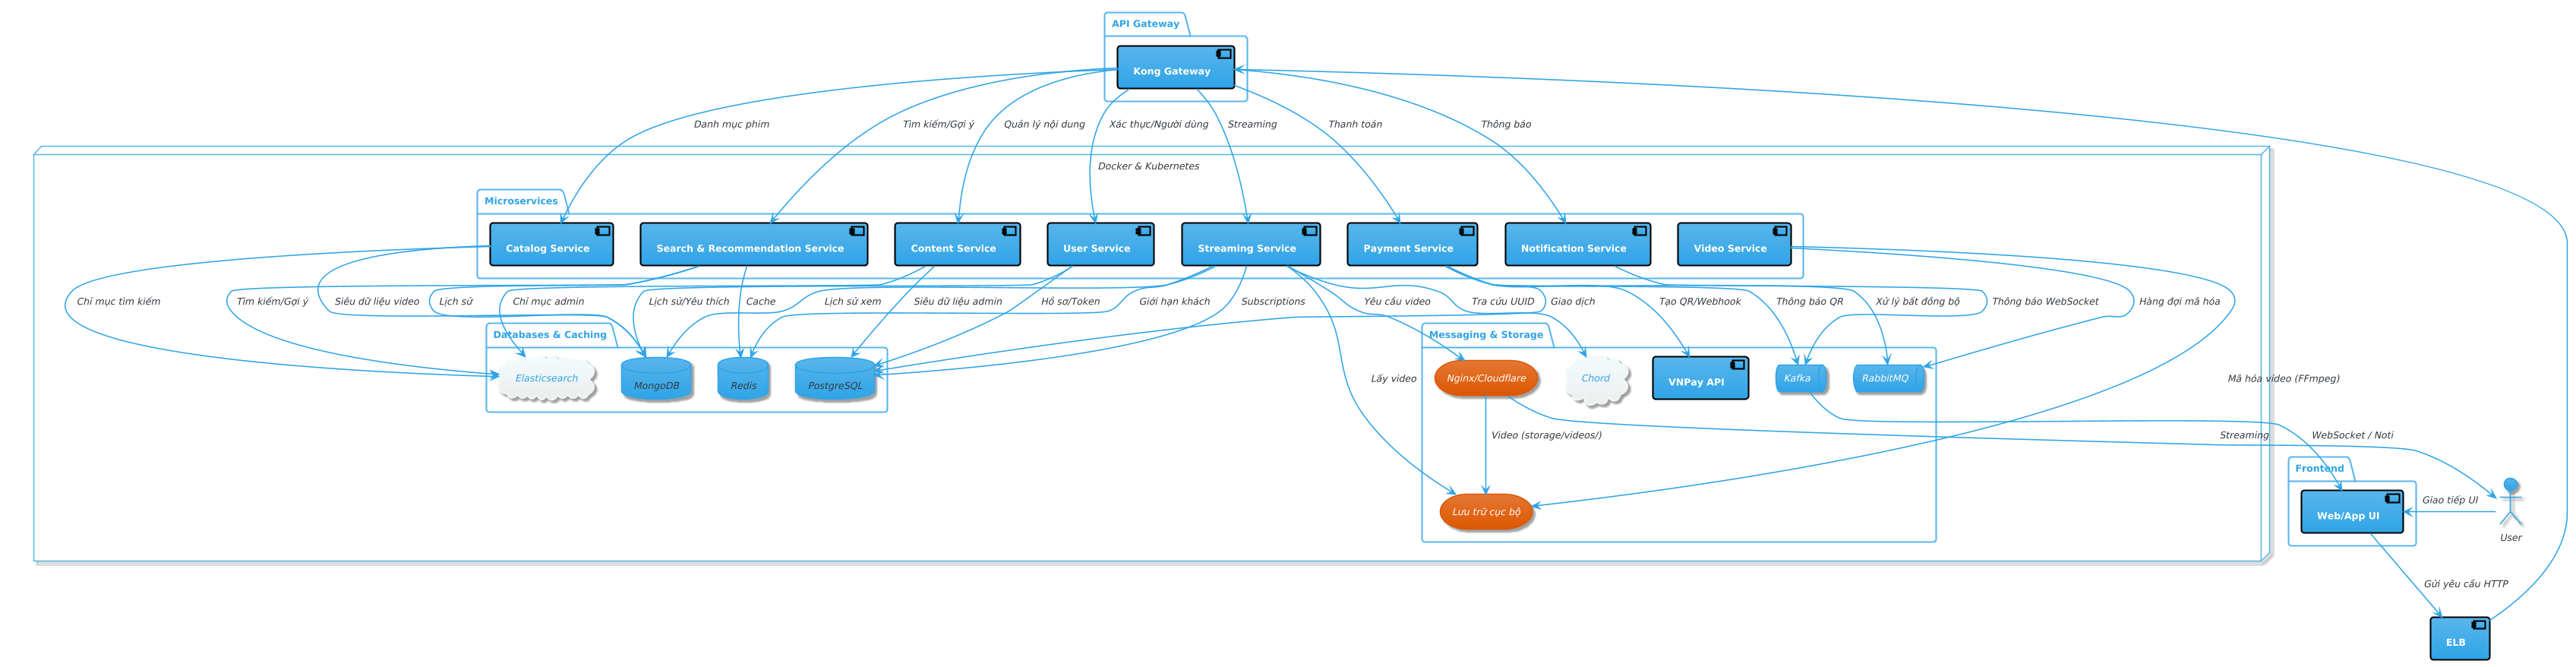 API Gateway
Kong Gateway
Danh mục phim
Tìm kiếm/Gợi ý
Quản lý nội dung
Xác thực/Người dùng
Streaming
Thanh toán
Thông báo
Docker & Kubernetes
Microservices
Catalog Service
Search & Recommendation Service
Content Service
User Service
Streaming Service
Payment Service
Notification Service
Video Service
Chỉ mục tìm kiếm
Tìm kiếm/Gợi ý
Siêu dữ liệu video
Lịch sử
Chỉ mục admin
Lịch sử/Yêu thích
Cache
Lịch sử xem
Siêu dữ liệu admin
Hồ sơ/Token
Giới hạn khách
Subscriptions
Yêu cầu video
Tra cứu UUID
Giao dịch
Tạo QR/Webhook
Thông báo QR
Xử lý bất đồng bộ
Thông báo WebSocket
Hàng đợi mã hóa
Databases & Caching
Messaging & Storage
Elasticsearch
MongoDB
Redis
PostgreSQL
Lấy video
Nginx/Cloudflare
Chord
VNPay API
Kafka
RabbitMQ
Mã hóa video (FFmpeg)
Video (storage/videos/)
Streaming
WebSocket / Noti
Frontend
Lưu trữ cục bộ
Web/App UI
Giao tiếp UI
User
Gửi yêu cầu HTTP
ELB